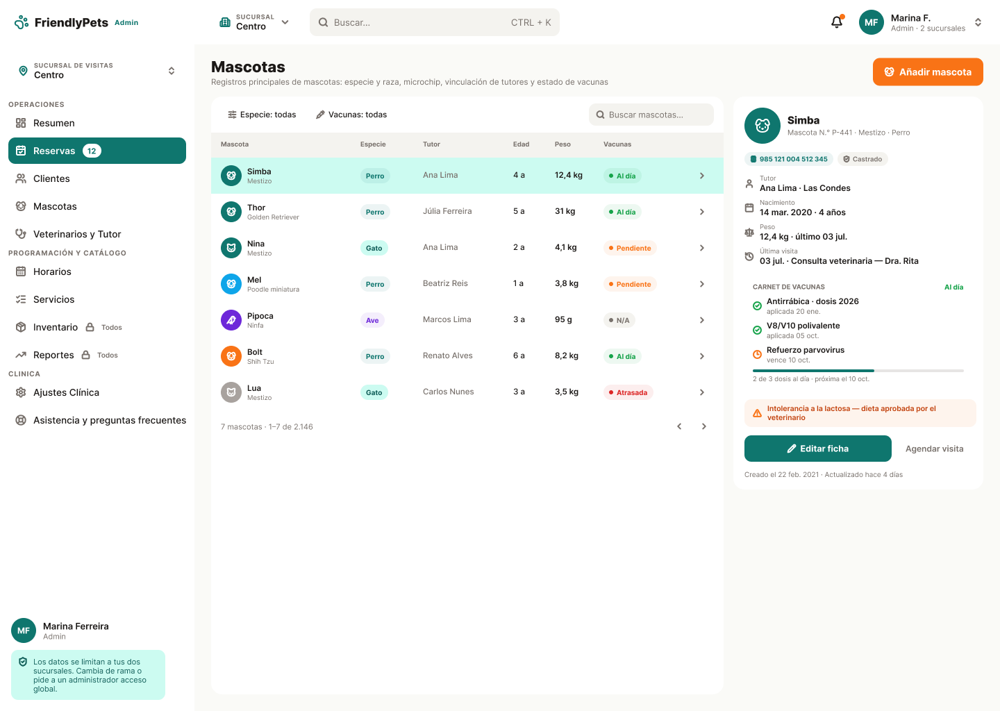 FriendlyPets Admin
SUCURSAL
Centro
Buscar...
CTRL + K
MF
Marina F.
Admin · 2 sucursales
SUCURSAL DE VISITAS
Centro
OPERACIONES
Resumen
Reservas 12
Clientes
Mascotas
Veterinarios y Tutor
PROGRAMACIÓN Y CATÁLOGO
Horarios
Servicios
Inventario Todos
Reportes Todos
CLINICA
Ajustes Clínica
Asistencia y preguntas frecuentes
MF
Marina Ferreira
Admin
Los datos se limitan a tus dos
sucursales. Cambia de rama o
pide a un administrador acceso
global.
Mascotas
Registros principales de mascotas: especie y raza, microchip, vinculación de tutores y estado de vacunas
Añadir mascota
Especie: todas
Vacunas: todas
Buscar mascotas...
Mascota Especie Tutor Edad Peso Vacunas
Simba
Mestizo
Perro Ana Lima 4 a 12,4 kg Al día
Thor
Golden Retriever
Perro Júlia Ferreira 5 a 31 kg Al día
Nina
Mestizo
Gato Ana Lima 2 a 4,1 kg Pendiente
Mel
Poodle miniatura
Perro Beatriz Reis 1 a 3,8 kg Pendiente
Pipoca
Ninfa
Ave Marcos Lima 3 a 95 g N/A
Bolt
Shih Tzu
Perro Renato Alves 6 a 8,2 kg Al día
Lua
Mestizo
Gato Carlos Nunes 3 a 3,5 kg Atrasada
7 mascotas · 1–7 de 2.146
Simba
Mascota N.° P-441 · Mestizo · Perro
985 121 004 512 345
Castrado
Tutor
Ana Lima · Las Condes
Nacimiento
14 mar. 2020 · 4 años
Peso
12,4 kg · último 03 jul.
Última visita
03 jul. · Consulta veterinaria — Dra. Rita
CARNET DE VACUNAS Al día
Antirrábica · dosis 2026
aplicada 20 ene.
V8/V10 polivalente
aplicada 05 oct.
Refuerzo parvovirus
vence 10 oct.
2 de 3 dosis al día · próxima el 10 oct.
Intolerancia a la lactosa — dieta aprobada por el
veterinario
Editar ficha
Agendar visita
Creado el 22 feb. 2021 · Actualizado hace 4 días